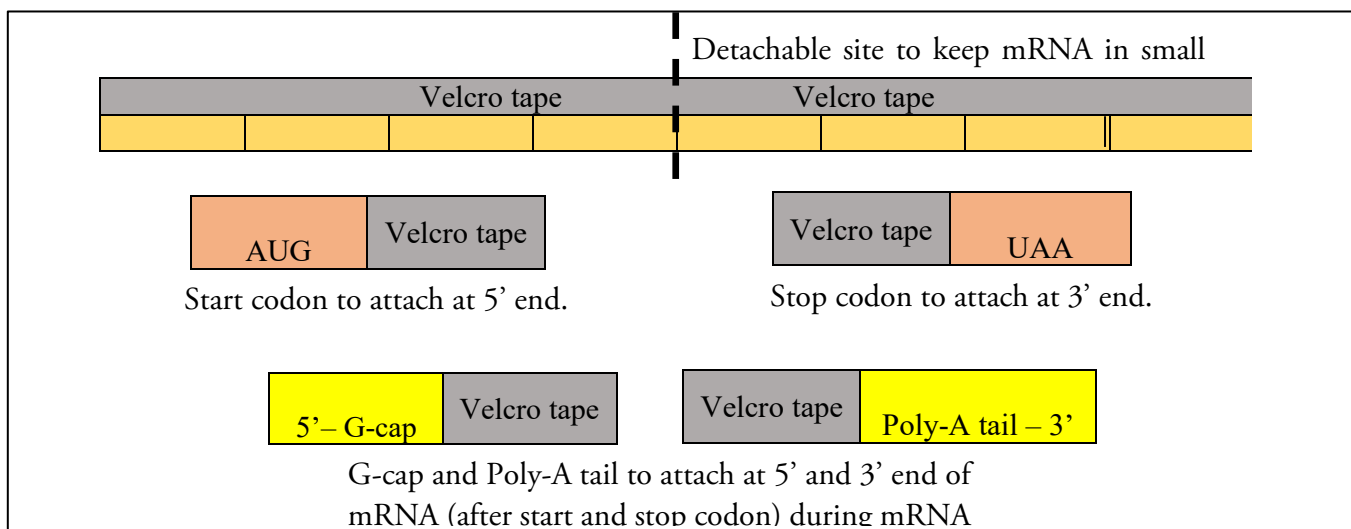 Detachable site to keep mRNA in small
Velcro tape Velcro tape
AUG Velcro tape Velcro tape UAA
Start codon to attach at 5’ end. Stop codon to attach at 3’ end.
5’– G-cap Velcro tape Velcro tape Poly-A tail – 3’
G-cap and Poly-A tail to attach at 5’ and 3’ end of
mRNA (after start and stop codon) during mRNA